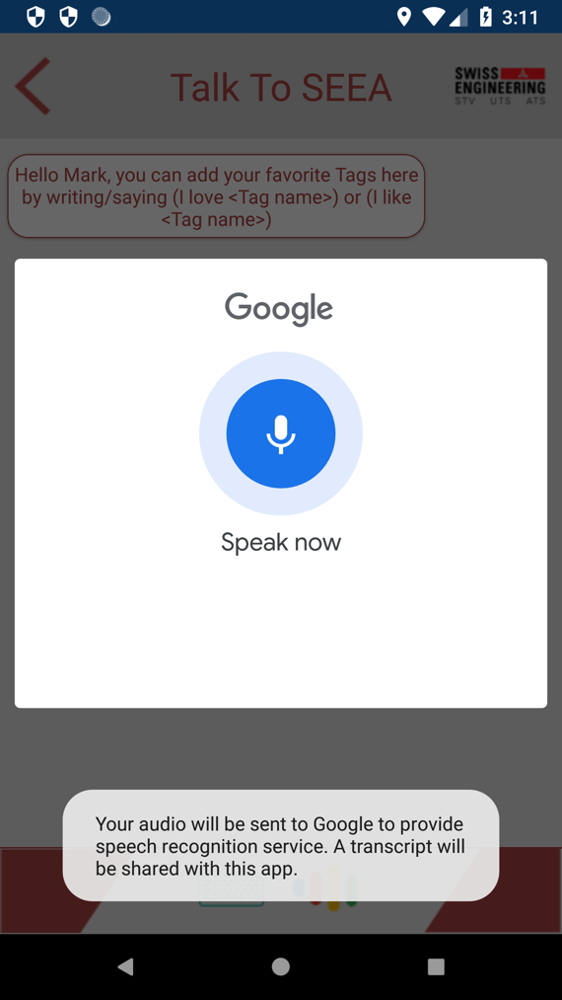 3:11
Talk To SEEA
SWISS
ENGINEERING
STV UTS ATS
Hello Mark, you can add your favorite Tags here
by writing/saying (I love <Tag name>) or (I like
<Tag name>)
Google
Speak now
Your audio will be sent to Google to provide
speech recognition service. A transcript will
be shared with this app.